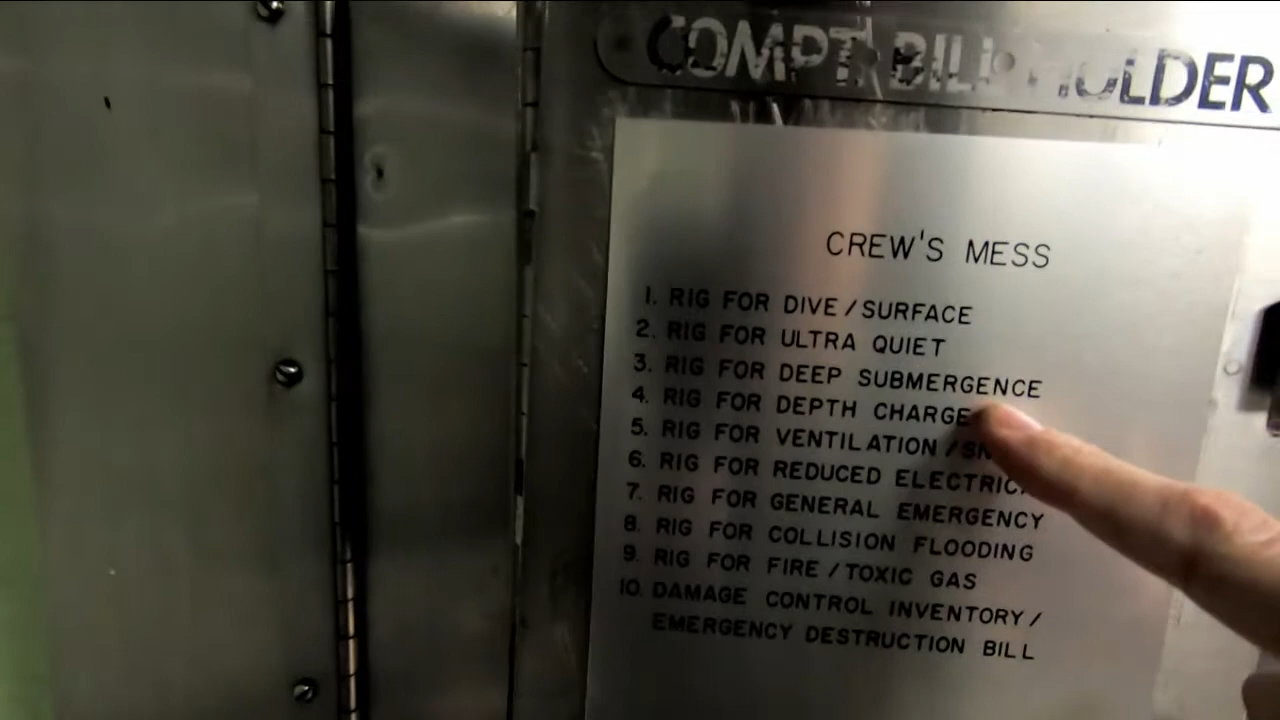 COMPT. BILL HOLDER
CREW'S MESS
1. RIG FOR DIVE/SURFACE
2. RIG FOR ULTRA QUIET
3. RIG FOR DEEP SUBMERGENCE
4. RIG FOR DEPTH CHARGE
5. RIG FOR VENTILATION/
6. RIG FOR REDUCED
7. RIG FOR GENERAL EMERGENCY
8. RIG FOR COLLISION FLOODING
9. RIG FOR FIRE/TOXIC GAS
10. DAMAGE CONTROL INVENTORY/
EMERGENCY DESTRUCTION BILL